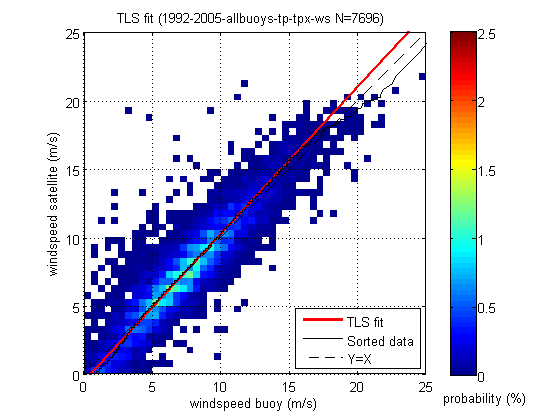 TLS fit (1992-2005-allbuoys-tp-tpx-ws N=7696)
25
20
15
10
5
0
windspeed satellite (m/s)
0 5 10 15 20 25
windspeed buoy (m/s)
TLS fit
Sorted data
Y=X
2.5
2
1.5
1
0.5
0
probability (%)